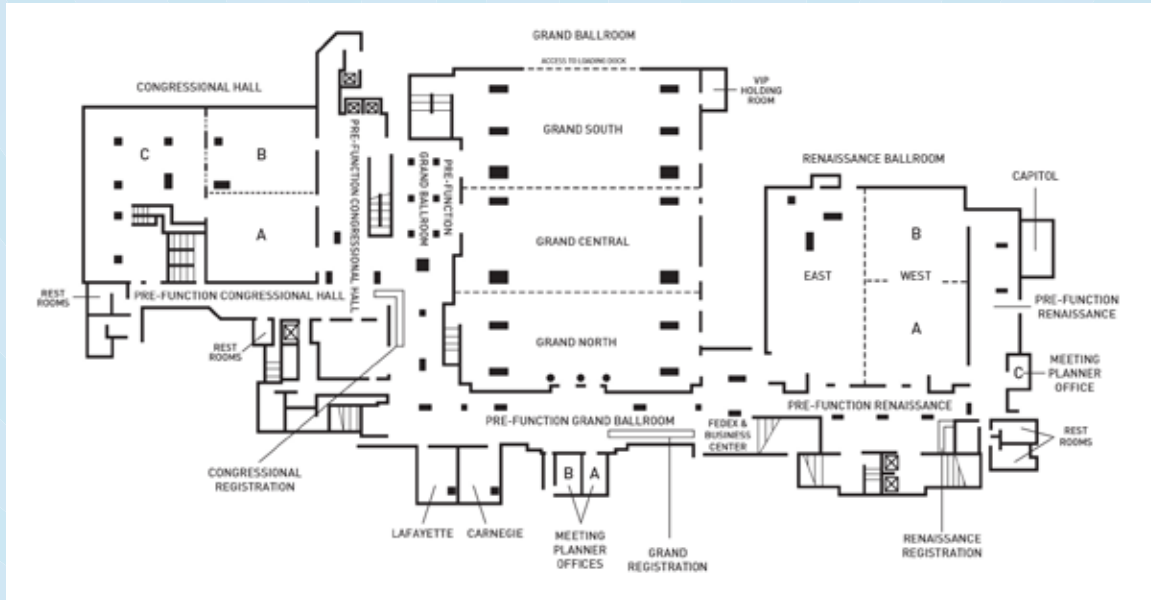 GRAND BALLROOM
ACCESS TO LOADING DOCK
CONGRESSIONAL HALL
VIP
HOLDING
ROOM
C
B
A
PRE-FUNCTION CONGRESSIONAL HALL
PRE-FUNCTION
GRAND BALLROOM
GRAND SOUTH
GRAND CENTRAL
GRAND NORTH
RENAISSANCE BALLROOM
CAPITOL
B
EAST
WEST
A
PRE-FUNCTION
RENAISSANCE
REST
ROOMS
PRE-FUNCTION CONGRESSIONAL HALL
REST
ROOMS
C
MEETING
PLANNER
OFFICE
PRE-FUNCTION GRAND BALLROOM
FEDEX &
BUSINESS
CENTER
PRE-FUNCTION RENAISSANCE
REST
ROOMS
CONGRESSIONAL
REGISTRATION
B
A
LAFAYETTE
CARNEGIE
MEETING
PLANNER
OFFICES
GRAND
REGISTRATION
RENAISSANCE
REGISTRATION